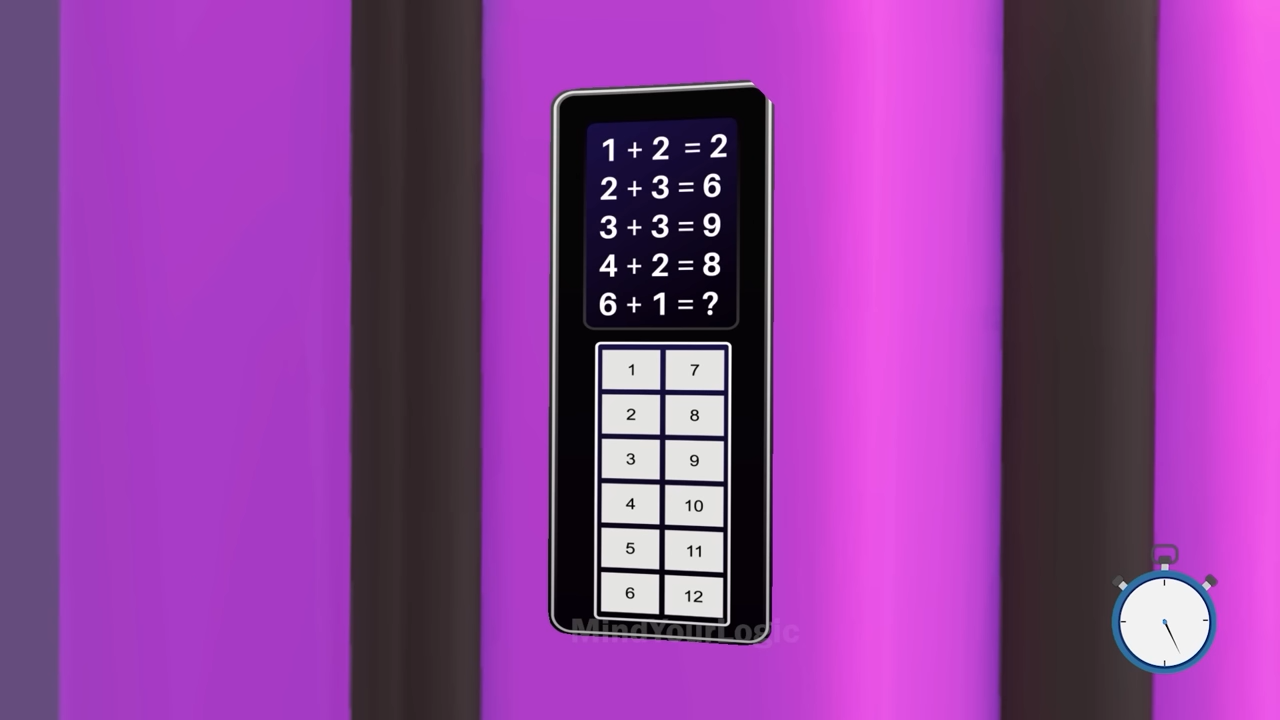 1 + 2 = 2
2 + 3 = 6
3 + 3 = 9
4 + 2 = 8
6 + 1 = ?
1 7
2 8
3 9
4 10
5 11
6 12
MindYourLogic